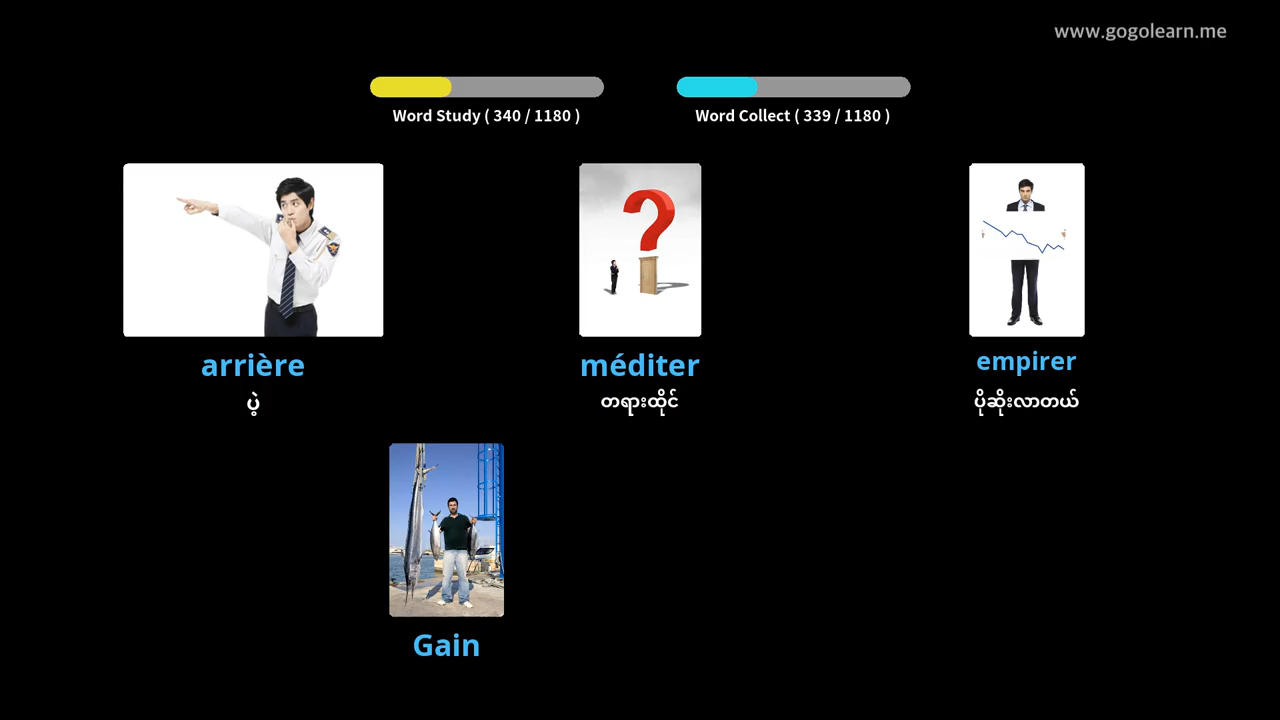 www.gogolearn.me
Word Study ( 340 / 1180 )
Word Collect ( 339 / 1180 )
arrière
ပဲ့
méditer
တရားထိုင်
empirer
ပိုဆိုးလာတယ်
Gain